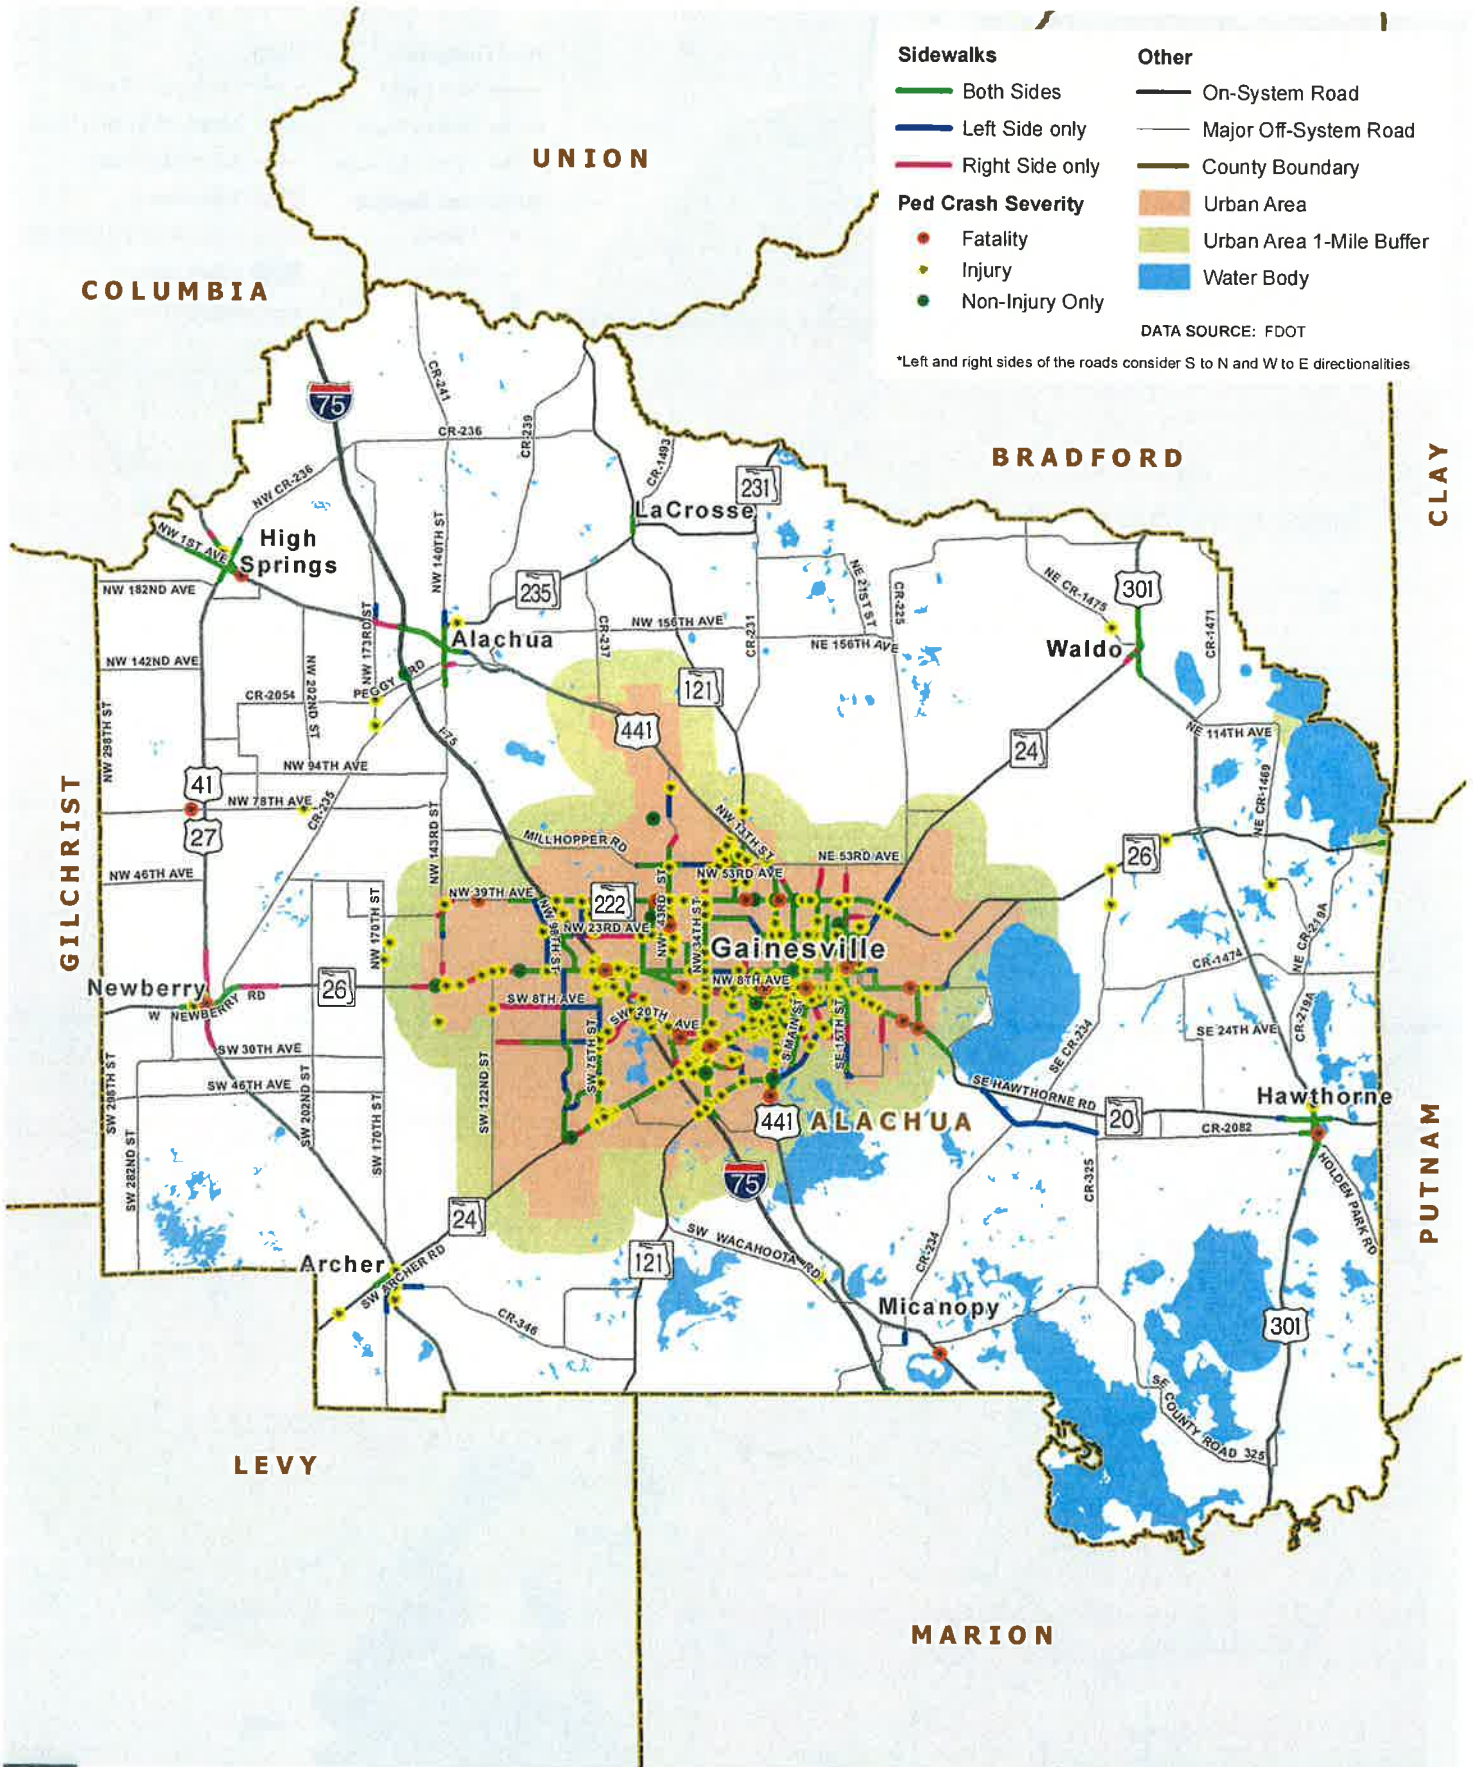 Sidewalks
Both Sides
Left Side only
Right Side only
Ped Crash Severity
Fatality
Injury
Non-Injury Only
Other
On-System Road
Major Off-System Road
County Boundary
Urban Area
Urban Area 1-Mile Buffer
Water Body
DATA SOURCE: FDOT
*Left and right sides of the roads consider S to N and W to E directionalities
UNION
COLUMBIA
BRADFORD
CLAY
GILCHRIST
PUTNAM
LEVY
MARION
ALACHUA
75
CR-241
CR-236
CR-239
CR-1493
231
NW CR-236
LaCrosse
NW 1ST AVE
High
Springs
NW 140TH ST
NW 182ND AVE
235
NE 21ST ST
CR-225
NE CR-1475
301
CR-1471
NW 173RD ST
Alachua
NW 156TH AVE
CR-237
CR-231
NE 156TH AVE
Waldo
NW 142ND AVE
NW 202ND ST
PEGGY RD
CR-2054
121
NW 298TH ST
441
I-75
24
NE 114TH AVE
NW 94TH AVE
41
NW 78TH AVE
CR-235
27
NE CR-1469
NW 143RD ST
MILLHOPPER RD
NW 13TH ST
NE 53RD AVE
26
NW 46TH AVE
NW 53RD AVE
NW 39TH AVE
222
NW 43RD ST
NW 170TH ST
NW 98TH ST
NW 23RD AVE
NW 34TH ST
Gainesville
NE CR-219A
CR-1474
Newberry
26
NW 8TH AVE
W NEWBERRY RD
SW 8TH AVE
SW 20TH AVE
S MAIN ST
SE 15TH ST
CR-219A
SE 24TH AVE
SW 30TH AVE
SW 75TH ST
SE CR-234
SW 298TH ST
SW 46TH AVE
SW 202ND ST
SW 122ND ST
SE HAWTHORNE RD
Hawthorne
20
441
CR-2082
SW 282ND ST
SW 170TH ST
CR-325
HOLDEN PARK RD
75
24
SW WACAHOOTA RD
CR-234
Archer
SW ARCHER RD
121
Micanopy
CR-346
301
SE COUNTY ROAD 325